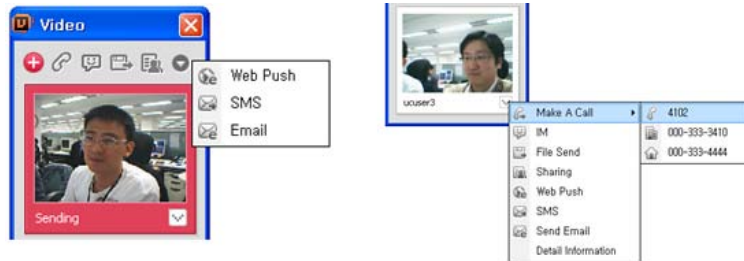 Video
Web Push
SMS
Email
Sending
ucuser3
Make A Call
4102
IM
000-333-3410
File Send
000-333-4444
Sharing
Web Push
SMS
Send Email
Detail Information